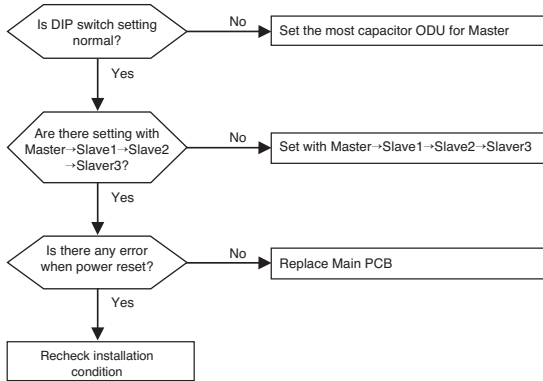 Is DIP switch setting
normal?
No
Set the most capacitor ODU for Master
Yes
Are there setting with
Master→Slave1→Slave2
→Slaver3?
No
Set with Master→Slave1→Slave2→Slaver3
Yes
Is there any error
when power reset?
No
Replace Main PCB
Yes
Recheck installation
condition